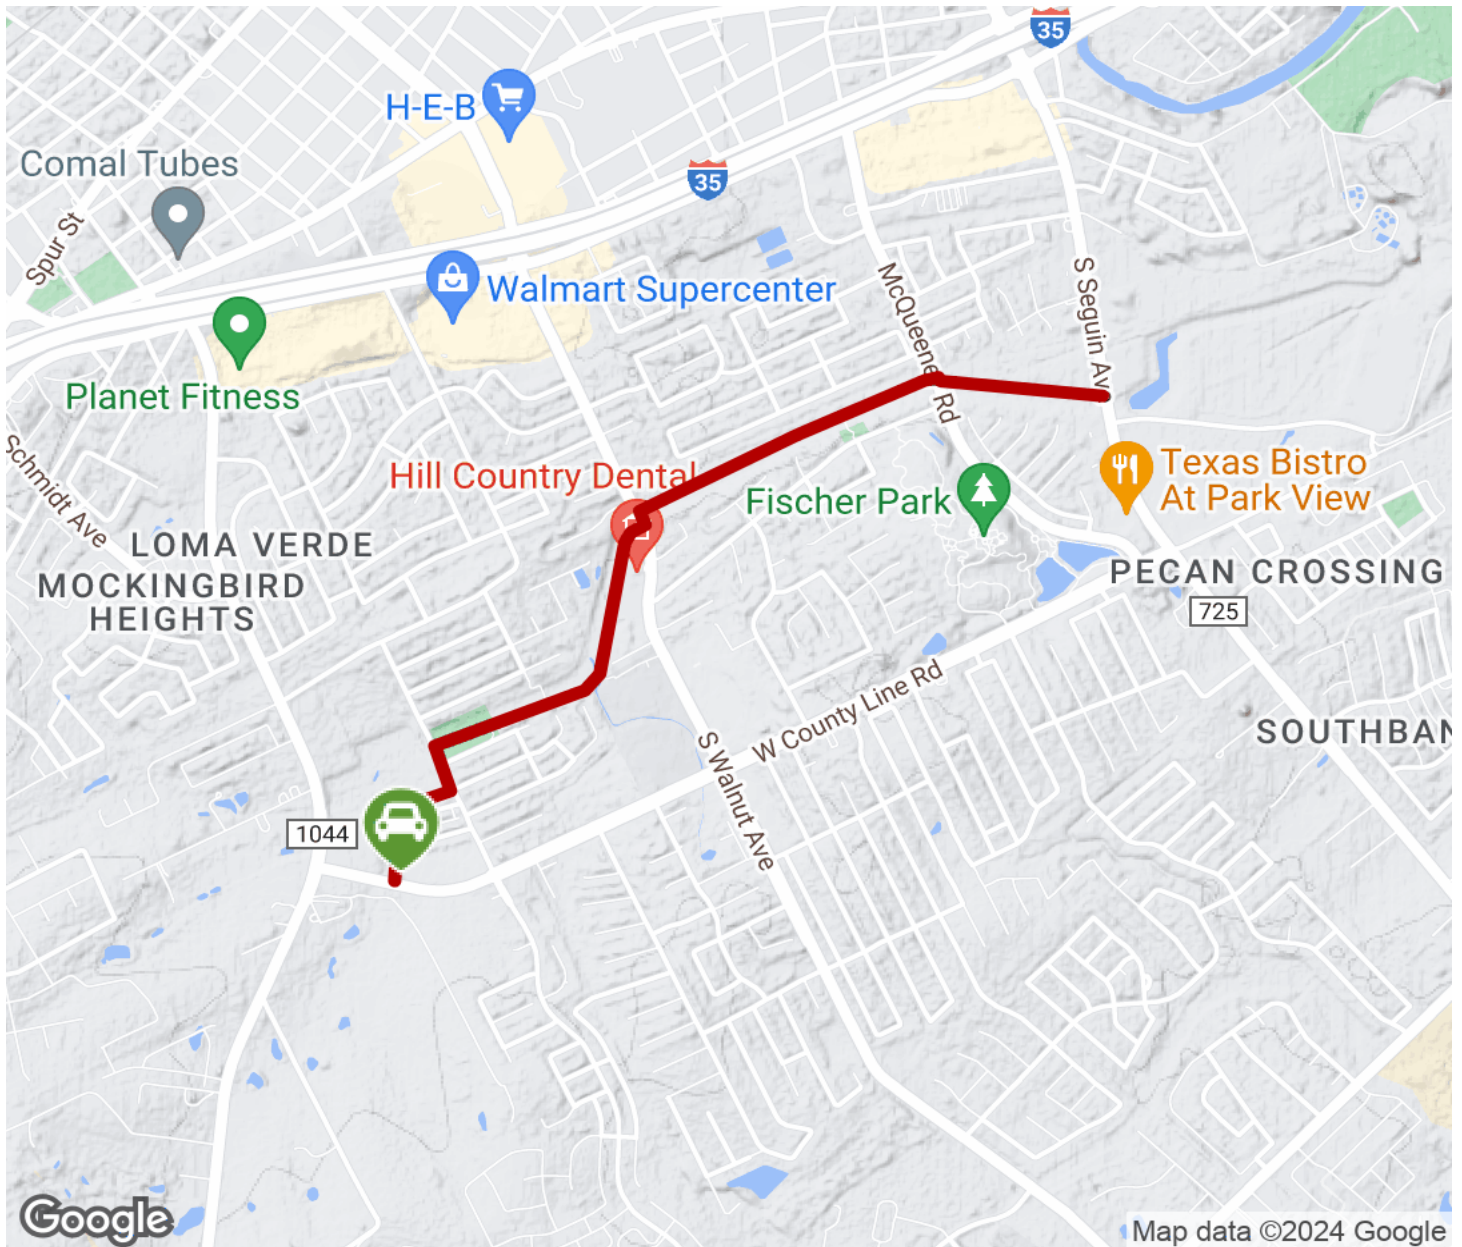 35
H-E-B
Comal Tubes
35
Spur St
Walmart Supercenter
McQueeney Rd
S Seguin Ave
Planet Fitness
Schmidt Ave
Hill Country Dental
Fischer Park
Texas Bistro
At Park View
LOMA VERDE
MOCKINGBIRD
HEIGHTS
PECAN CROSSING
725
W County Line Rd
SOUTHBAN
S Walnut Ave
1044
Google
Map data ©2024 Google